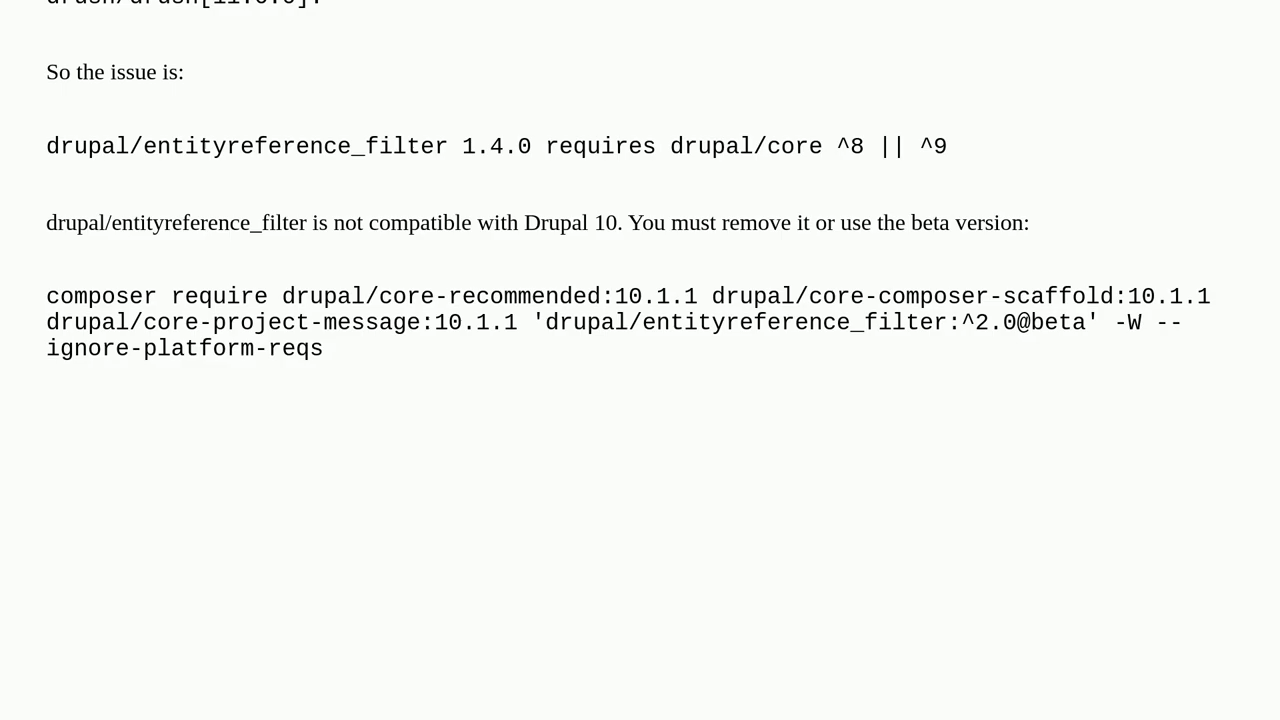 So the issue is:
drupal/entityreference_filter 1.4.0 requires drupal/core ^8 || ^9
drupal/entityreference_filter is not compatible with Drupal 10. You must remove it or use the beta version:
composer require drupal/core-recommended:10.1.1 drupal/core-composer-scaffold:10.1.1
drupal/core-project-message:10.1.1 'drupal/entityreference_filter:^2.0@beta' -W --
ignore-platform-reqs